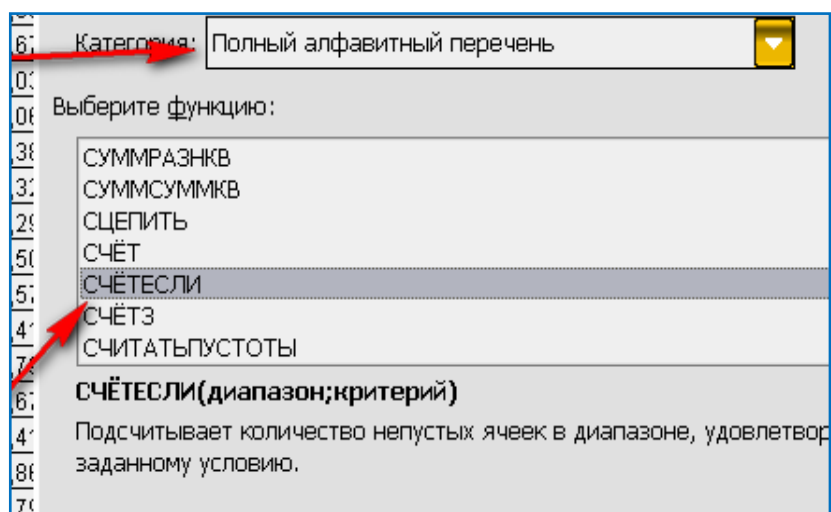 Категория: Полный алфавитный перечень
Выберите функцию:
СУММРАЗНКВ
СУММСУММКВ
СЦЕПИТЬ
СЧЁТ
СЧЁТЕСЛИ
СЧЁТЗ
СЧИТАТЬПУСТОТЫ
СЧЁТЕСЛИ(диапазон;критерий)
Подсчитывает количество непустых ячеек в диапазоне,
заданному условию.